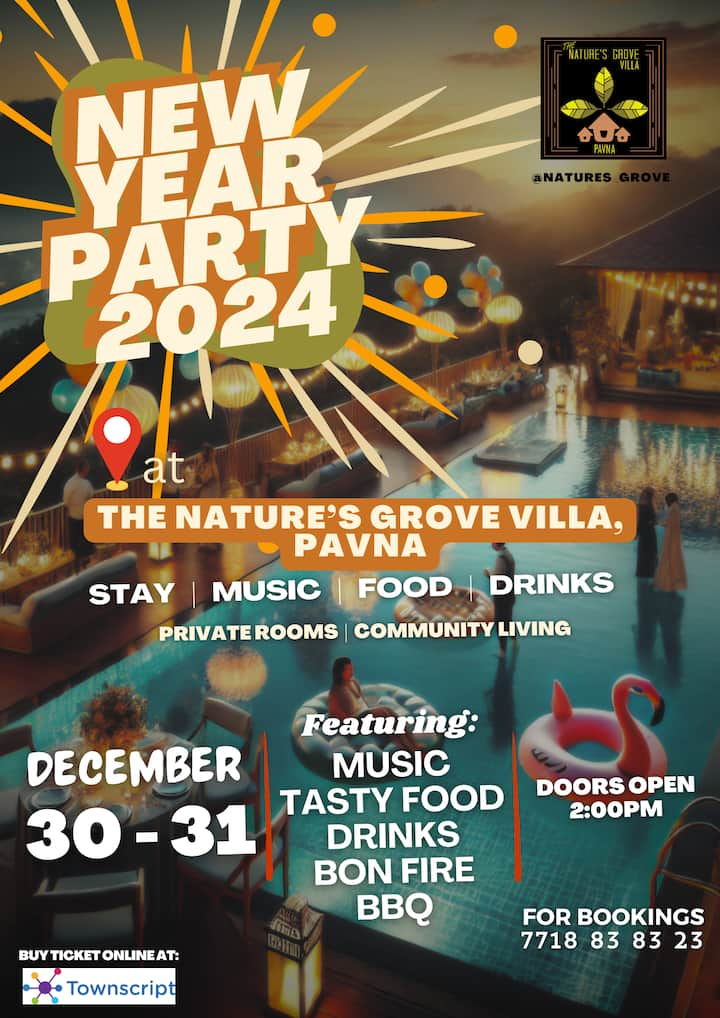 NEW
YEAR
PARTY
2024
THE
NATURE'S GROVE
VILLA
PAVNA
@NATURES_GROVE
at
THE NATURE'S GROVE VILLA,
PAVNA
STAY | MUSIC | FOOD | DRINKS
PRIVATE ROOMS | COMMUNITY LIVING
DECEMBER
30 - 31
Featuring:
MUSIC
TASTY FOOD
DRINKS
BON FIRE
BBQ
DOORS OPEN
2:00PM
FOR BOOKINGS
7718 83 83 23
BUY TICKET ONLINE AT:
Townscript